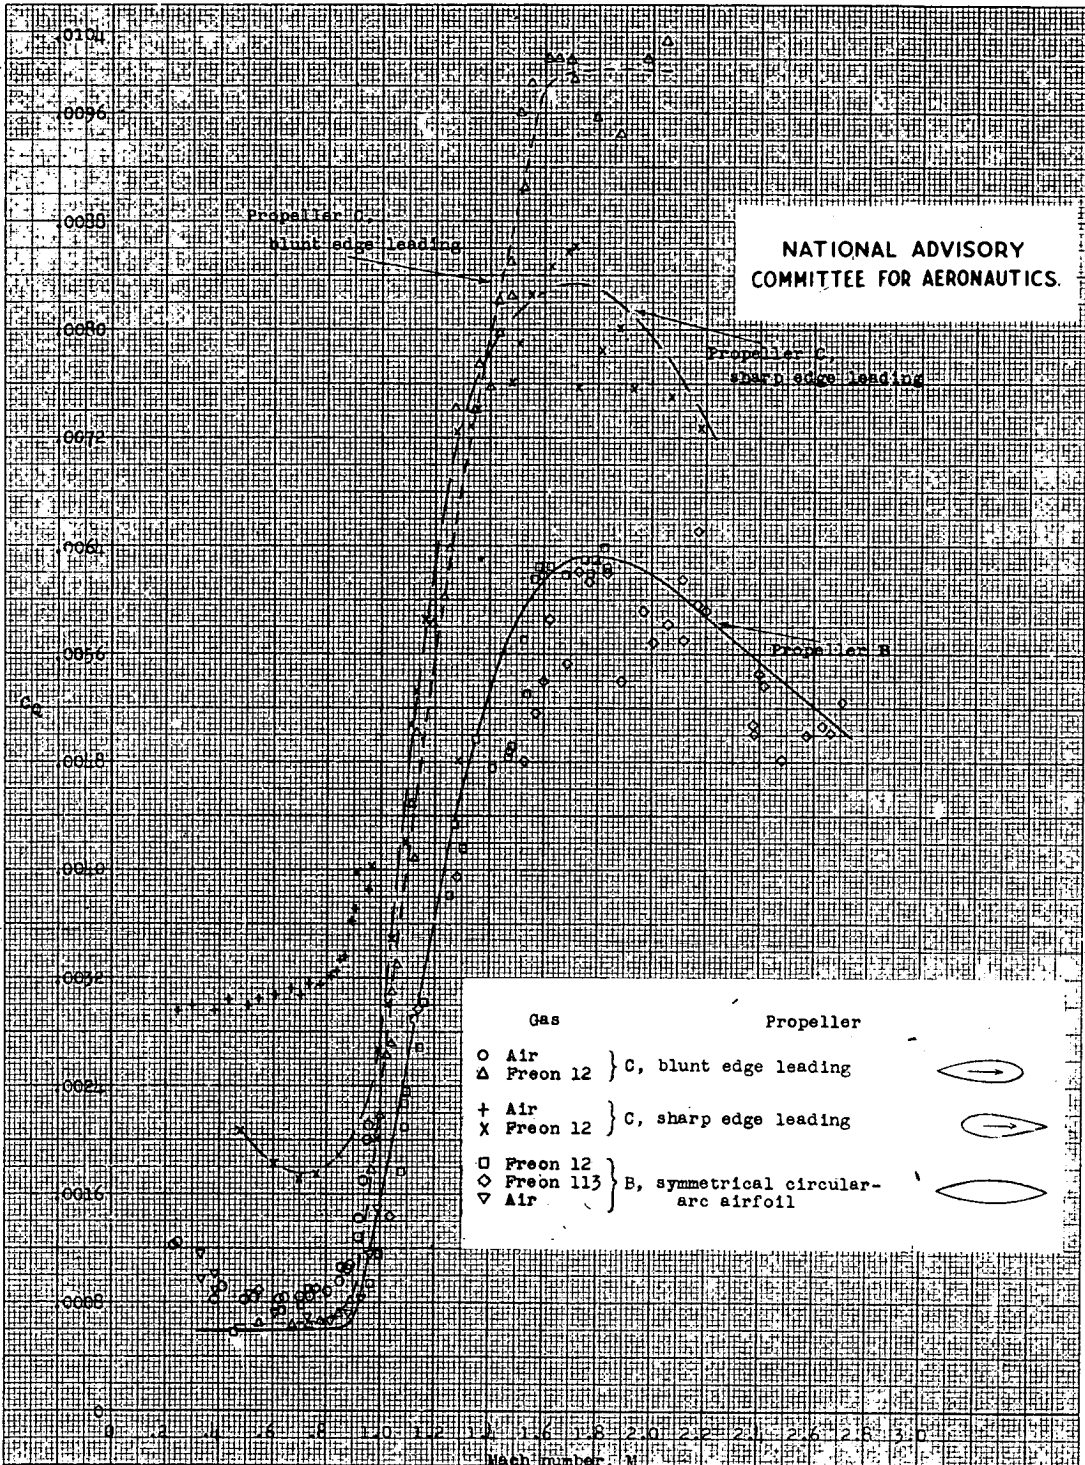 .0104
.0096
.0088
Propeller C,
blunt edge leading
NATIONAL ADVISORY
COMMITTEE FOR AERONAUTICS.
.0080
Propeller C,
sharp edge leading
.0072
.0064
.0056
Propeller B
CQ
.0048
.0040
.0032
Gas Propeller
Air
Freon 12 } C, blunt edge leading
.0024
+ Air
x Freon 12 } C, sharp edge leading
Freon 12
Freon 113 } B, symmetrical circular-
Air arc airfoil
.0016
.0008
0
0 .2 .4 .6 .8 1.0 1.2 1.4 1.6 1.8 2.0 2.2 2.4 2.6 2.8 3.0
Mach number, M